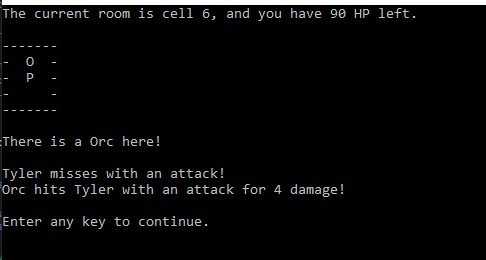 The current room is cell 6, and you have 90 HP left.
-------
-  O  -
-  P  -
-     -
-------
There is a Orc here!
Tyler misses with an attack!
Orc hits Tyler with an attack for 4 damage!
Enter any key to continue.